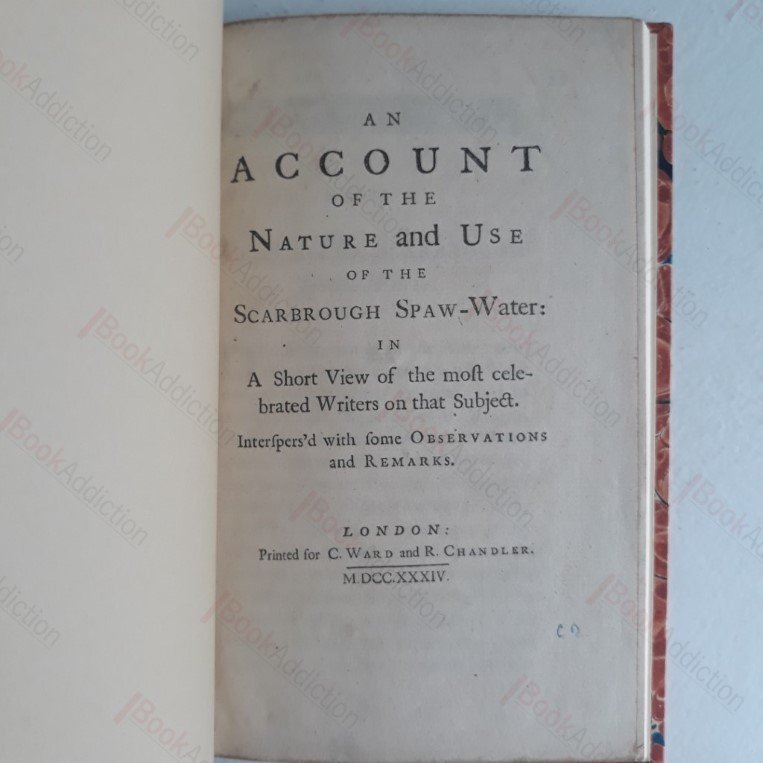 AN
ACCOUNT
OF THE
NATURE and USE
OF THE
SCARBROUGH SPAW-Water:
IN
A Short View of the moſt cele-
brated Writers on that Subject.
Interſpers'd with ſome OBSERVATIONS
and REMARKS.
LONDON:
Printed for C. WARD and R. CHANDLER.
M.DCC.XXXIV.
BookAddiction